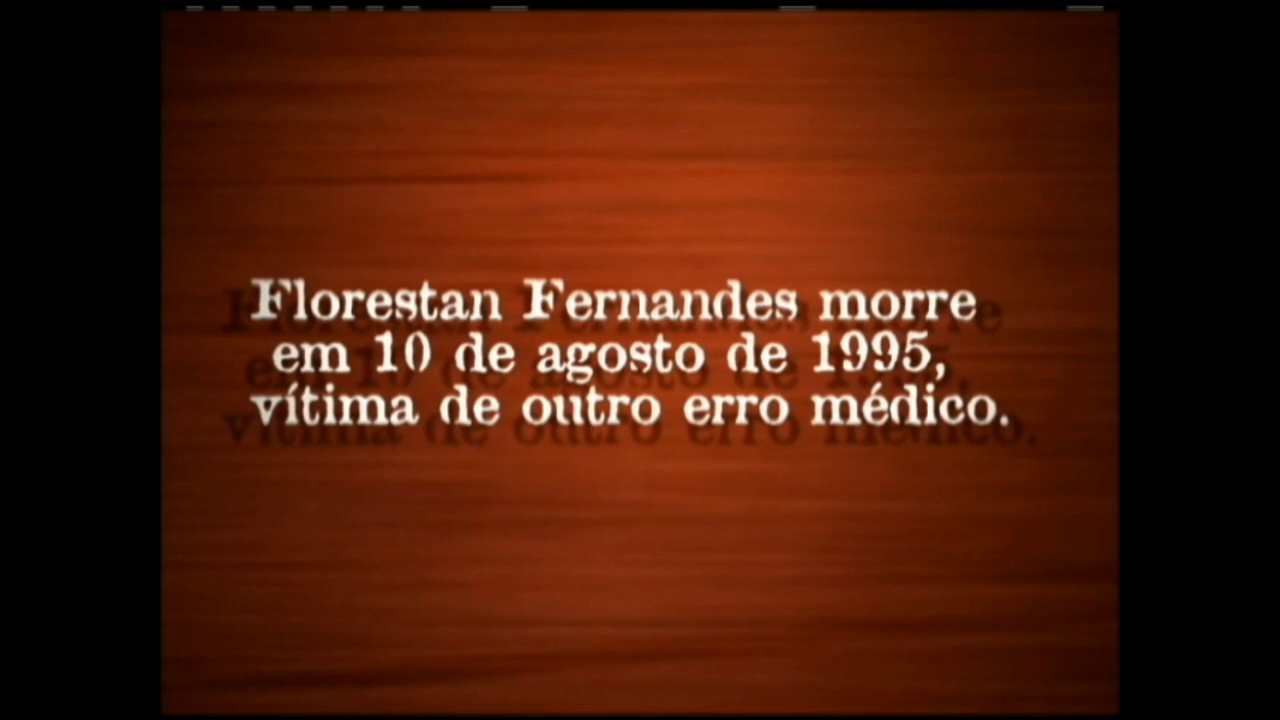 Florestan Fernandes morre
em 10 de agosto de 1995,
vítima de outro erro médico.